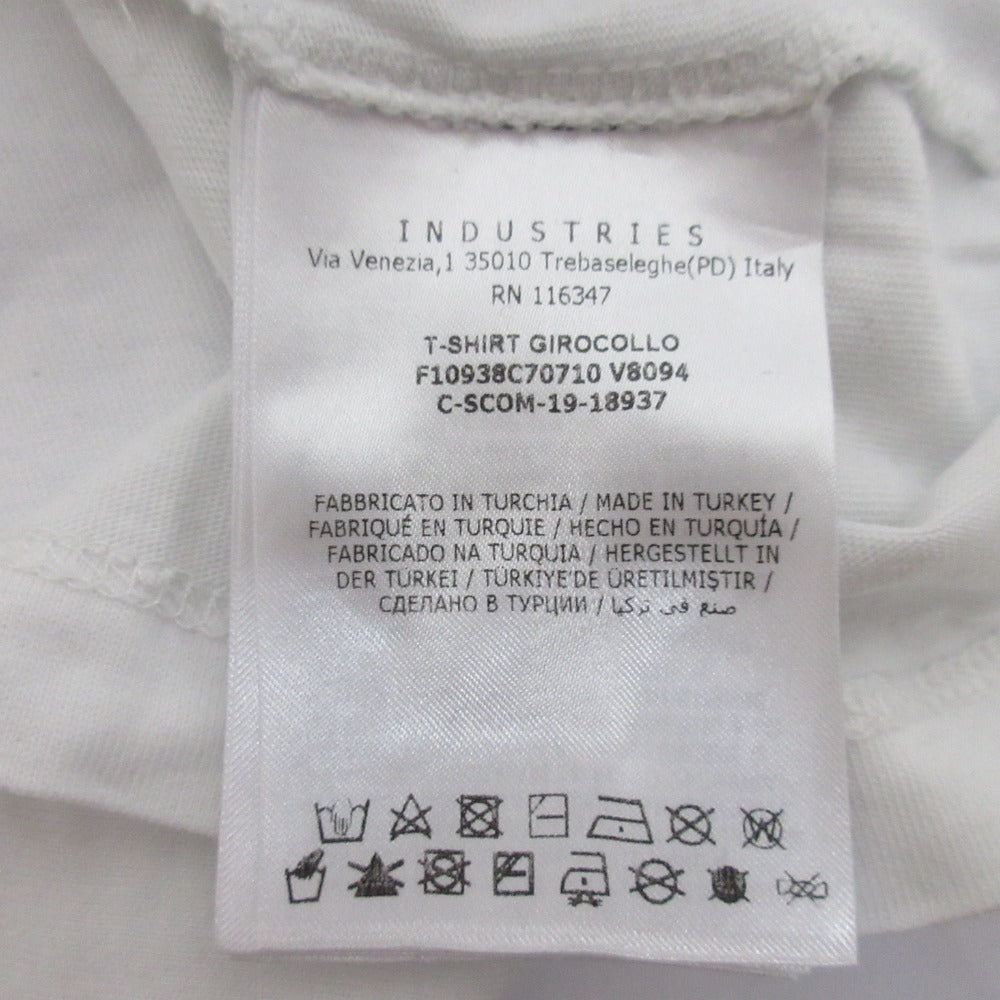 INDUSTRIES
Via Venezia,1 35010 Trebaseleghe(PD) Italy
RN 116347
T-SHIRT GIROCOLLO
F10938C70710 V8094
C-SCOM-19-18937
FABBRICATO IN TURCHIA / MADE IN TURKEY /
FABRIQUÉ EN TURQUIE / HECHO EN TURQUÍA /
FABRICADO NA TURQUIA / HERGESTELLT IN
DER TÜRKEI / TÜRKIYE'DE ÜRETILMIŞTIR /
СДЕЛАНО В ТУРЦИИ / صنع في تركيا